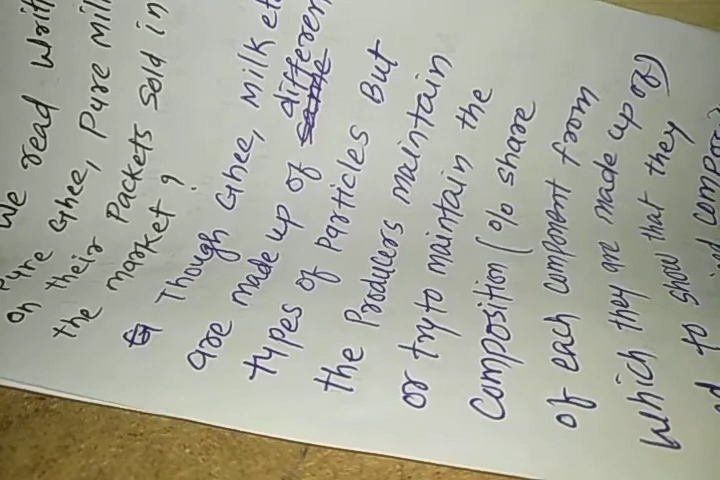 We read writ
Pure Ghee, Pure Mil
on their Packets Sold in
the market ?
Though Ghee, Milk et
are made up of different
types of Particles But
the Producers maintain
or try to maintain the
Composition (% share
of each component from
which they are made up of)
to show that they